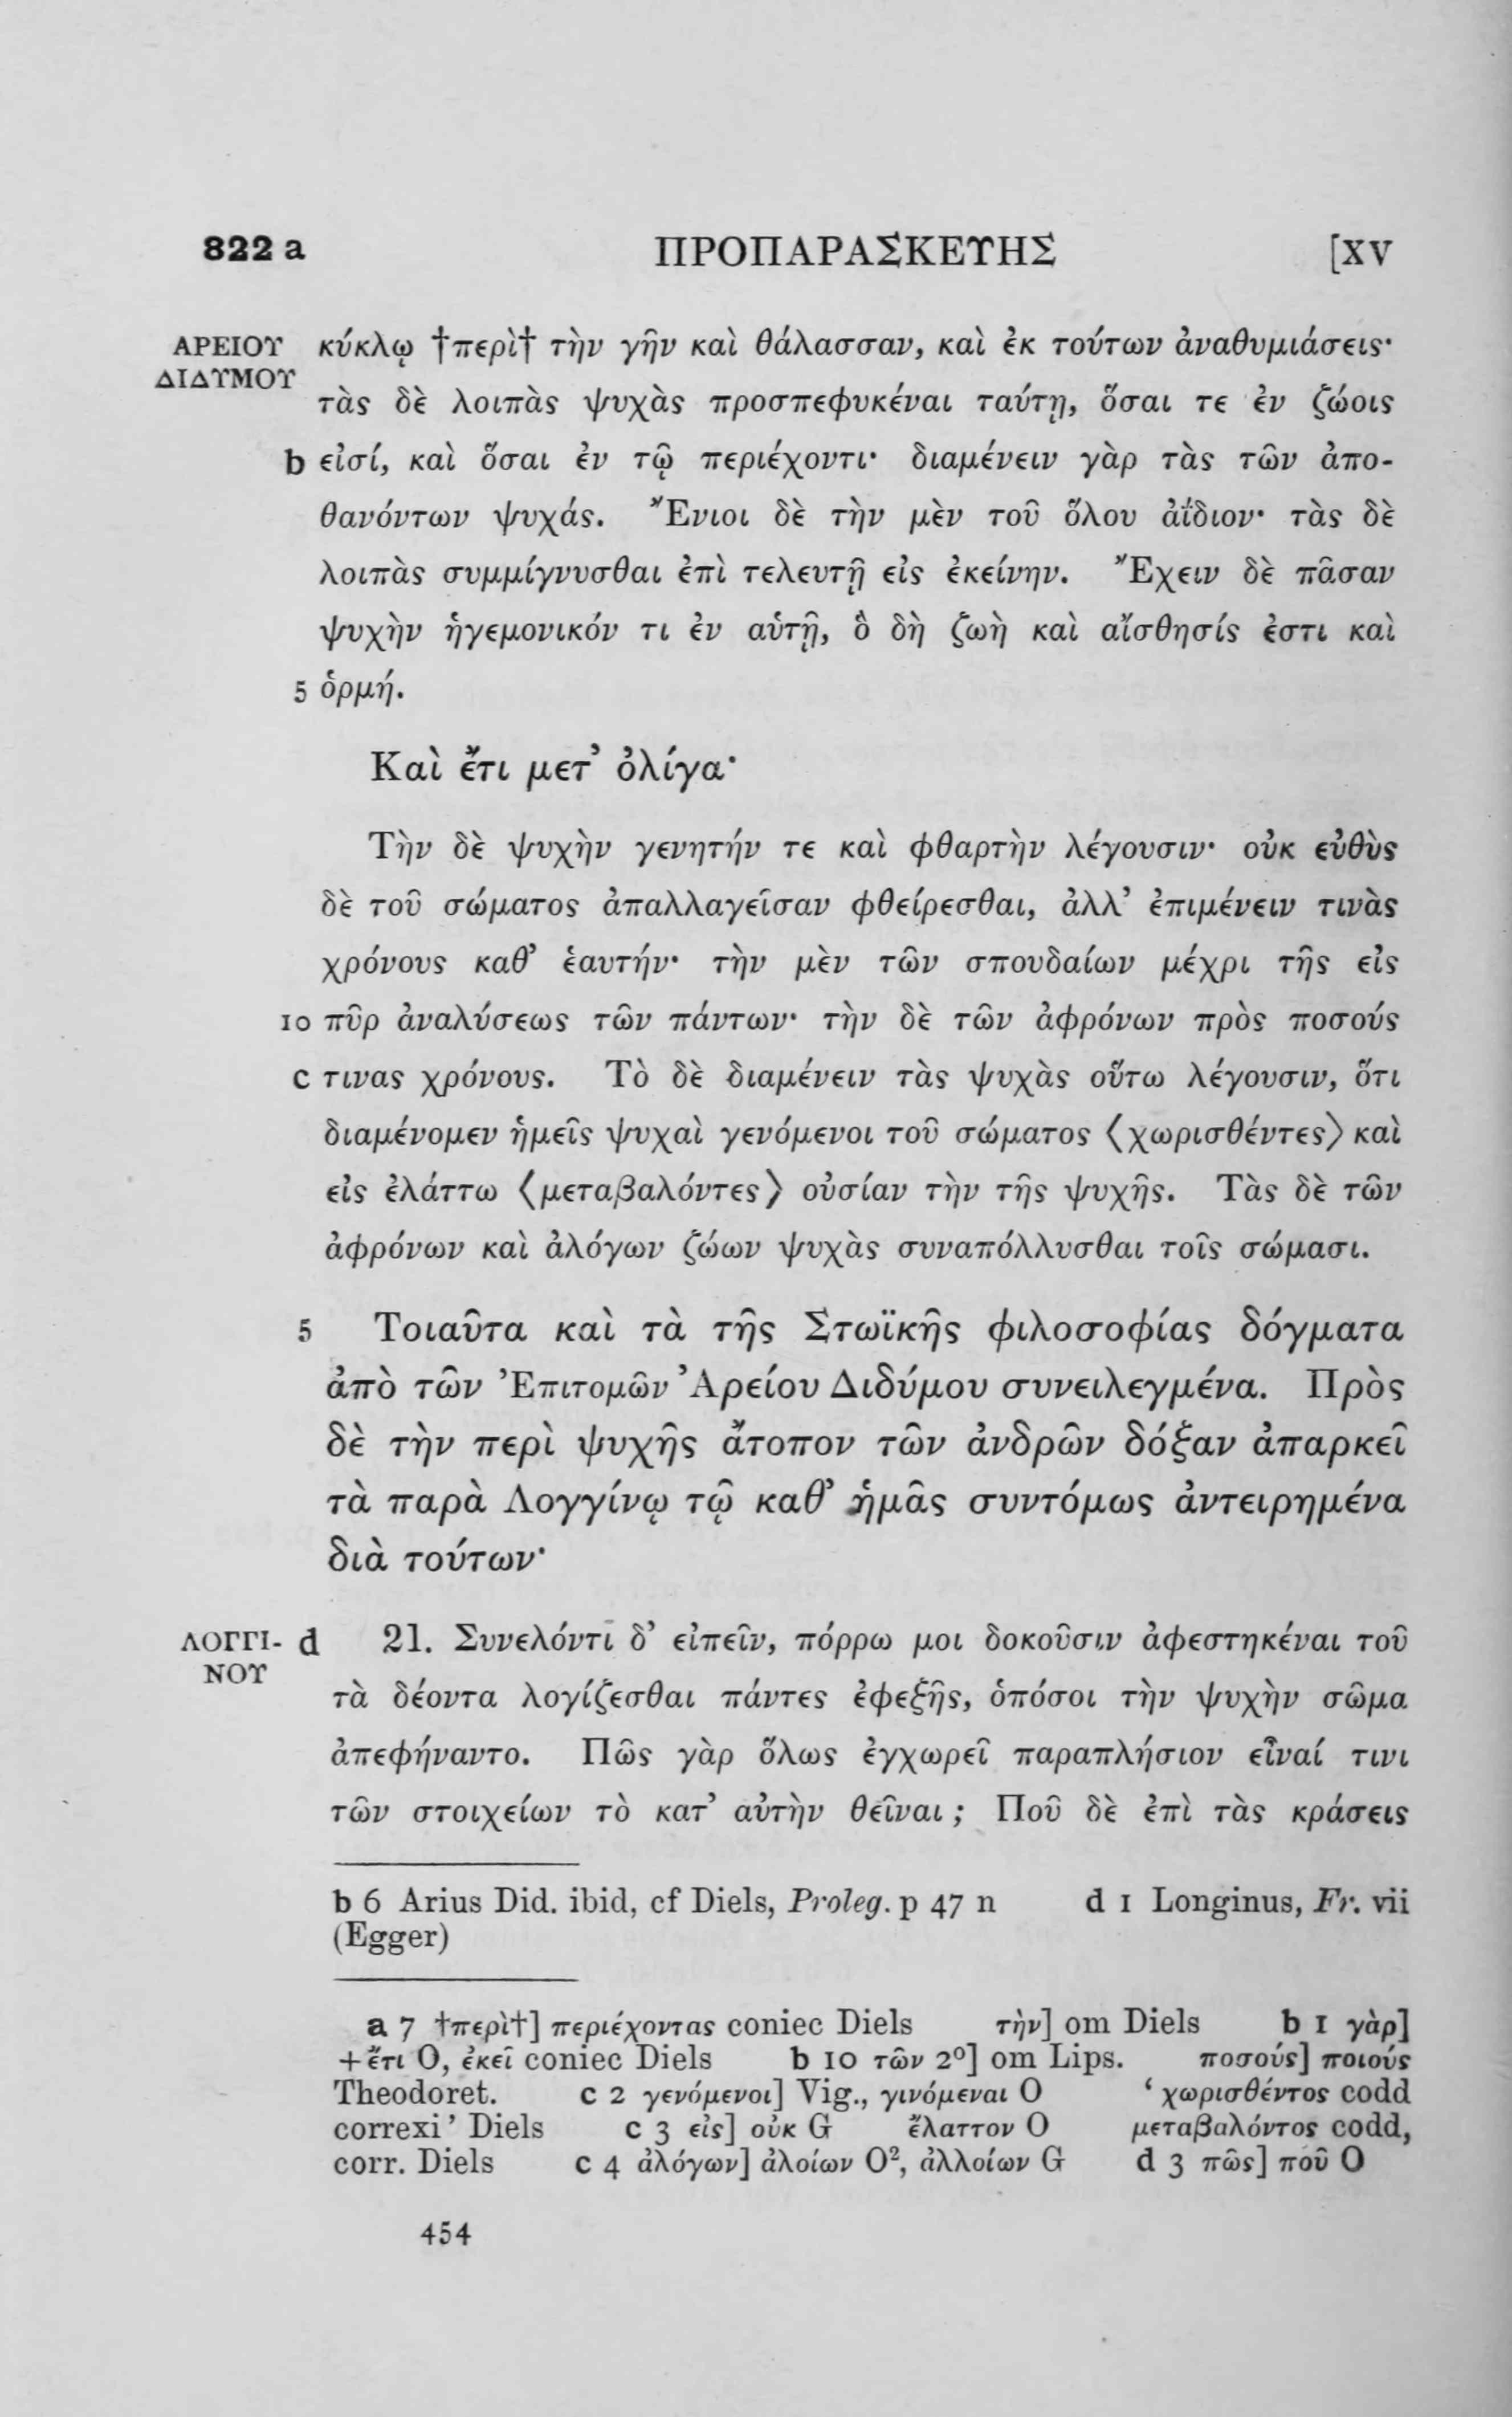 822 a ΠΡΟΠΑΡΑΣΚΕΥΗΣ [XV
ΑΡΕΙΟΥ κύκλῳ †περὶ† τὴν γῆν καὶ θάλασσαν, καὶ ἐκ τούτων ἀναθυμιάσεις·
ΔΙΔΥΜΟΥ
τὰς δὲ λοιπὰς ψυχὰς προσπεφυκέναι ταύτῃ, ὅσαι τε ἐν ζώοις
b εἰσί, καὶ ὅσαι ἐν τῷ περιέχοντι· διαμένειν γὰρ τὰς τῶν ἀπο-
θανόντων ψυχάς. Ἔνιοι δὲ τὴν μὲν τοῦ ὅλου ἀΐδιον· τὰς δὲ
λοιπὰς συμμίγνυσθαι ἐπὶ τελευτῇ εἰς ἐκείνην. Ἔχειν δὲ πᾶσαν
ψυχὴν ἡγεμονικόν τι ἐν αὑτῇ, ὃ δὴ ζωὴ καὶ αἴσθησίς ἐστι καὶ
5 ὁρμή.
Καὶ ἔτι μετ’ ὀλίγα·
Τὴν δὲ ψυχὴν γενητήν τε καὶ φθαρτὴν λέγουσιν· οὐκ εὐθὺς
δὲ τοῦ σώματος ἀπαλλαγεῖσαν φθείρεσθαι, ἀλλ’ ἐπιμένειν τινὰς
χρόνους καθ’ ἑαυτήν· τὴν μὲν τῶν σπουδαίων μέχρι τῆς εἰς
10 πῦρ ἀναλύσεως τῶν πάντων· τὴν δὲ τῶν ἀφρόνων πρὸς ποσούς
c τινας χρόνους. Τὸ δὲ διαμένειν τὰς ψυχὰς οὕτω λέγουσιν, ὅτι
διαμένομεν ἡμεῖς ψυχαὶ γενόμενοι τοῦ σώματος ⟨χωρισθέντες⟩ καὶ
εἰς ἐλάττω ⟨μεταβαλόντες⟩ οὐσίαν τὴν τῆς ψυχῆς. Τὰς δὲ τῶν
ἀφρόνων καὶ ἀλόγων ζώων ψυχὰς συναπόλλυσθαι τοῖς σώμασι.
5 Τοιαῦτα καὶ τὰ τῆς Στωϊκῆς φιλοσοφίας δόγματα
ἀπὸ τῶν Ἐπιτομῶν Ἀρείου Διδύμου συνειλεγμένα. Πρὸς
δὲ τὴν περὶ ψυχῆς ἄτοπον τῶν ἀνδρῶν δόξαν ἀπαρκεῖ
τὰ παρὰ Λογγίνῳ τῷ καθ’ ἡμᾶς συντόμως ἀντειρημένα
διὰ τούτων·
ΛΟΓΓΙ- d 21. Συνελόντι δ’ εἰπεῖν, πόρρω μοι δοκοῦσιν ἀφεστηκέναι τοῦ
ΝΟΥ
τὰ δέοντα λογίζεσθαι πάντες ἐφεξῆς, ὁπόσοι τὴν ψυχὴν σῶμα
ἀπεφήναντο. Πῶς γὰρ ὅλως ἐγχωρεῖ παραπλήσιον εἶναί τινι
τῶν στοιχείων τὸ κατ’ αὐτὴν θεῖναι; Ποῦ δὲ ἐπὶ τὰς κράσεις
b 6 Arius Did. ibid, cf Diels, Proleg. p 47 n d 1 Longinus, Fr. vii
(Egger)
a 7 †περὶ†] περιέχοντας coniec Diels τὴν] om Diels b 1 γὰρ]
+ἔτι O, ἐκεῖ coniec Diels b 10 τῶν 2º] om Lips. ποσούς] ποιούς
Theodoret. c 2 γενόμενοι] Vig., γινόμεναι O ‘χωρισθέντος codd
correxi’ Diels c 3 εἰς] οὐκ G ἔλαττον O μεταβαλόντος codd,
corr. Diels c 4 ἀλόγων] ἀλοίων O², ἀλλοίων G d 3 πῶς] ποῦ O
454